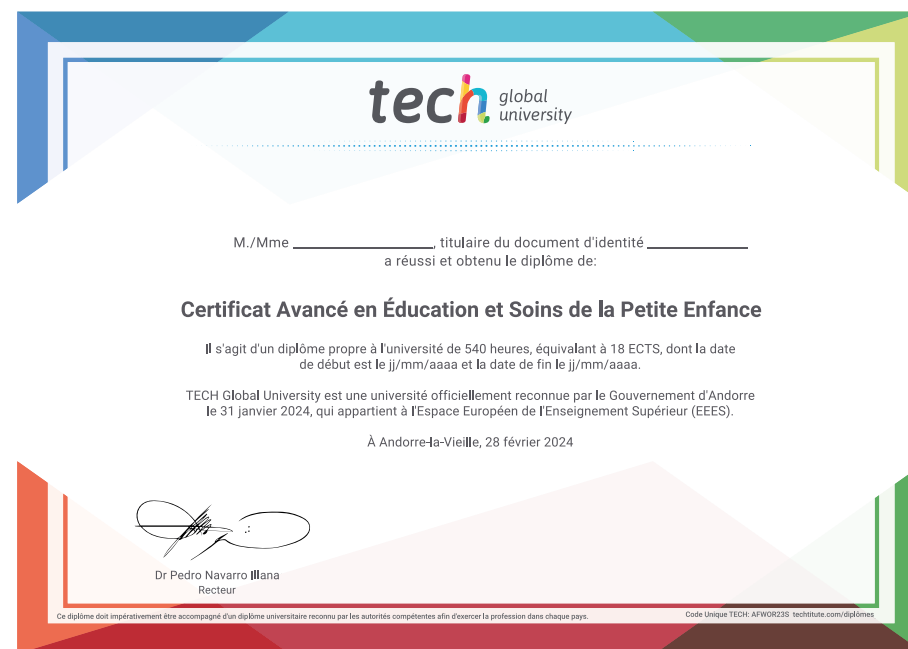 tech global university
M./Mme ____________________, titulaire du document d'identité ______________
a réussi et obtenu le diplôme de:
Certificat Avancé en Éducation et Soins de la Petite Enfance
Il s'agit d'un diplôme propre à l'université de 540 heures, équivalant à 18 ECTS, dont la date
de début est le jj/mm/aaaa et la date de fin le jj/mm/aaaa.
TECH Global University est une université officiellement reconnue par le Gouvernement d'Andorre
le 31 janvier 2024, qui appartient à l'Espace Européen de l'Enseignement Supérieur (EEES).
À Andorre-la-Vieille, 28 février 2024
Dr Pedro Navarro Illana
Recteur
Ce diplôme doit impérativement être accompagné d'un diplôme universitaire reconnu par les autorités compétentes afin d'exercer la profession dans chaque pays.
Code Unique TECH: AFWOR23S techtitute.com/diplômes